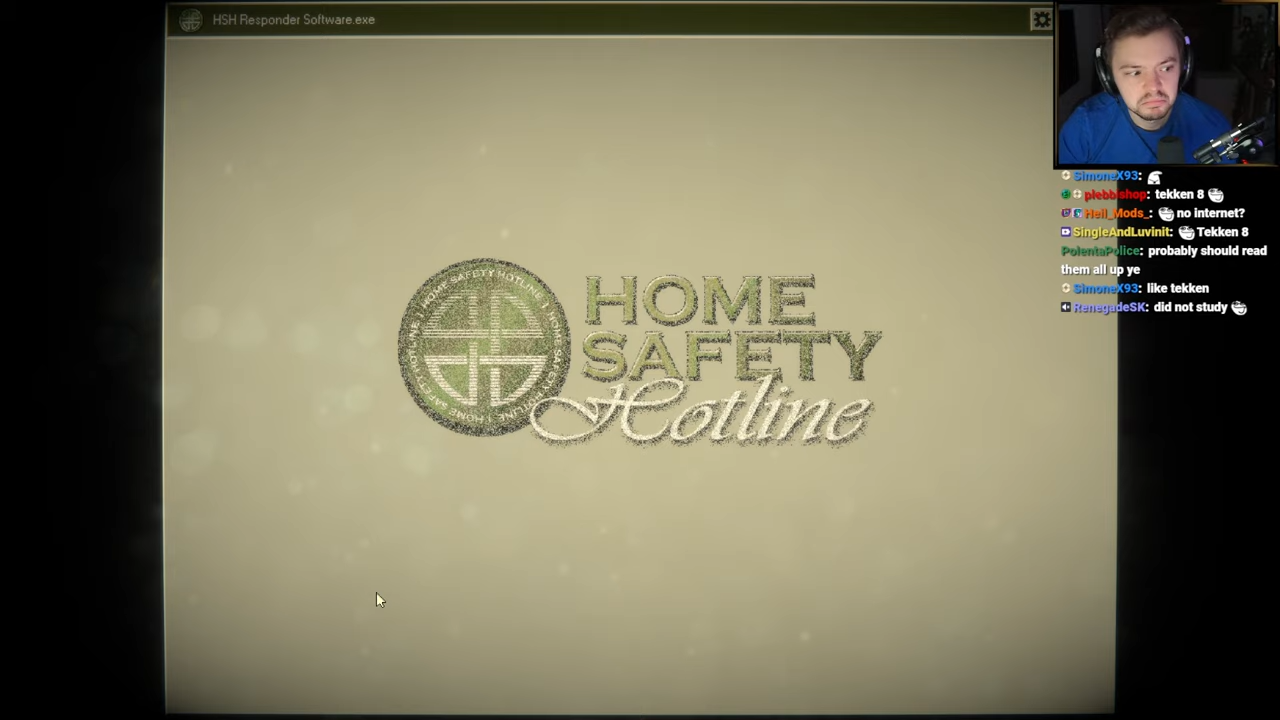 HSH Responder Software.exe
HOME SAFETY HOTLINE
HOME
SAFETY
Hotline
SimoneX93:
plebbishop: tekken 8
Hell_Mods_: no internet?
SingleAndLuvinit: Tekken 8
PolentaPolice: probably should read
them all up ye
SimoneX93: like tekken
RenegadeSK: did not study